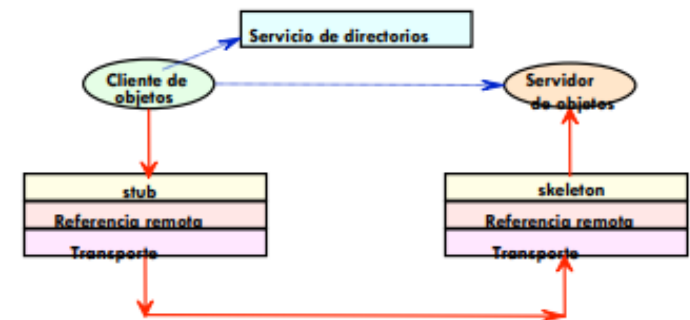 Servicio de directorios
Cliente de
objetos
Servidor
de objetos
stub
Referencia remota
Transporte
skeleton
Referencia remota
Transporte